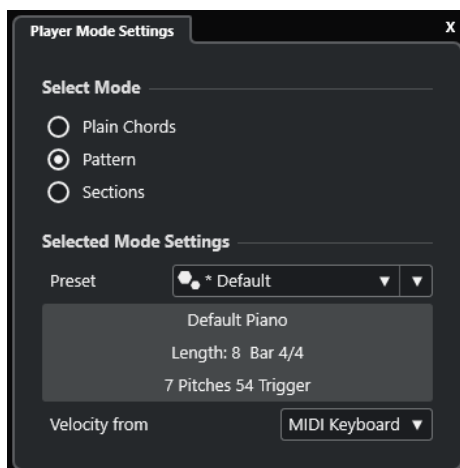 Player Mode Settings X
Select Mode
Plain Chords
Pattern
Sections
Selected Mode Settings
Preset * Default
Default Piano
Length: 8 Bar 4/4
7 Pitches 54 Trigger
Velocity from MIDI Keyboard